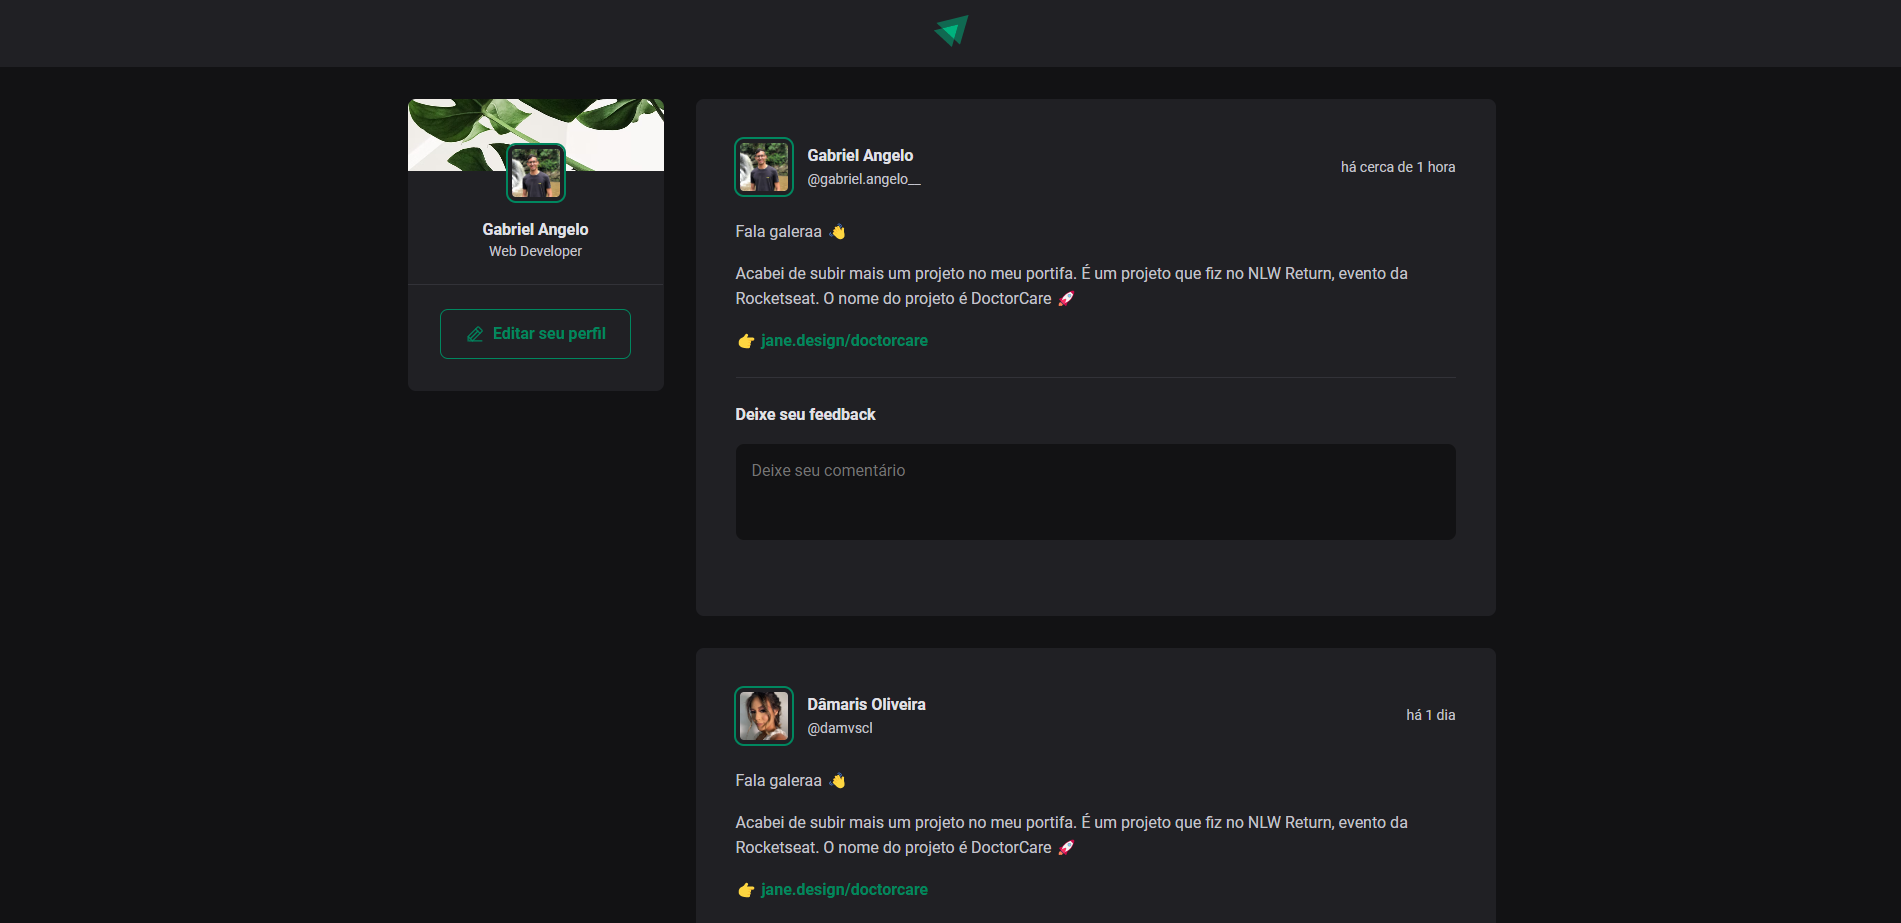 Gabriel Angelo
Web Developer
Editar seu perfil
Gabriel Angelo
@gabriel.angelo__
há cerca de 1 hora
Fala galeraa 👋
Acabei de subir mais um projeto no meu portifa. É um projeto que fiz no NLW Return, evento da
Rocketseat. O nome do projeto é DoctorCare 🚀
👉 jane.design/doctorcare
Deixe seu feedback
Deixe seu comentário
Dâmaris Oliveira
@damvscl
há 1 dia
Fala galeraa 👋
Acabei de subir mais um projeto no meu portifa. É um projeto que fiz no NLW Return, evento da
Rocketseat. O nome do projeto é DoctorCare 🚀
👉 jane.design/doctorcare